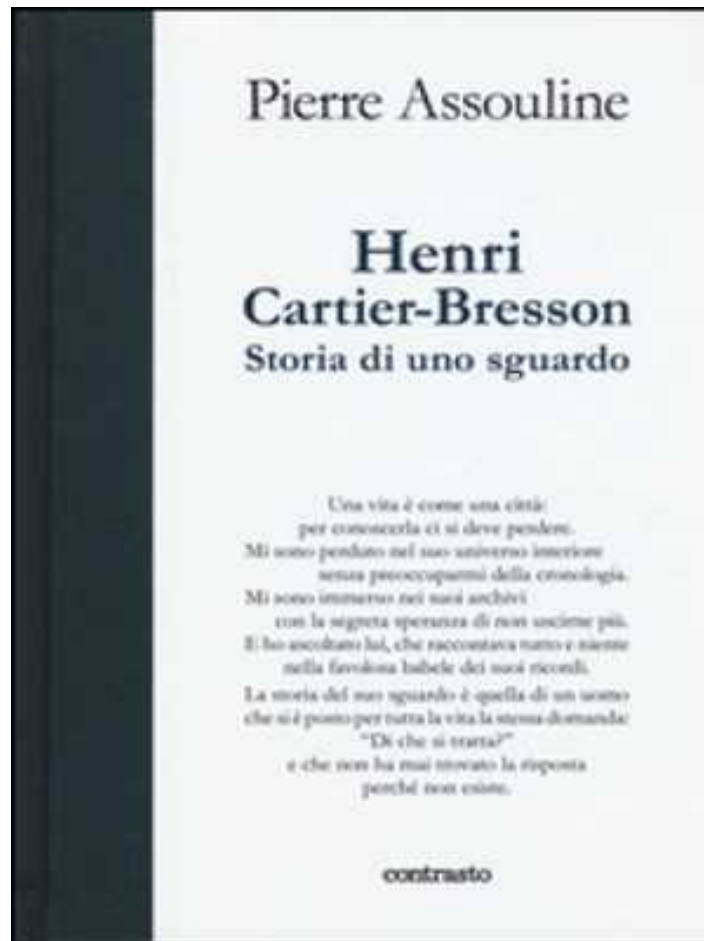 Pierre Assouline
Henri
Cartier-Bresson
Storia di uno sguardo
Una vita è come una città:
per conoscerla ci si deve perdere.
Mi sono perduto nel suo universo interiore
senza preoccuparmi della cronologia.
Mi sono immerso nei suoi archivi
con la segreta speranza di non uscirne più.
E ho ascoltato lui, che raccontava tutto e niente
nella favolosa babele dei suoi ricordi.
La storia del suo sguardo è quella di un uomo
che si è posto per tutta la vita la stessa domanda:
"Di che si tratta?"
e che non ha mai trovato la risposta
perché non esiste.
contrasto